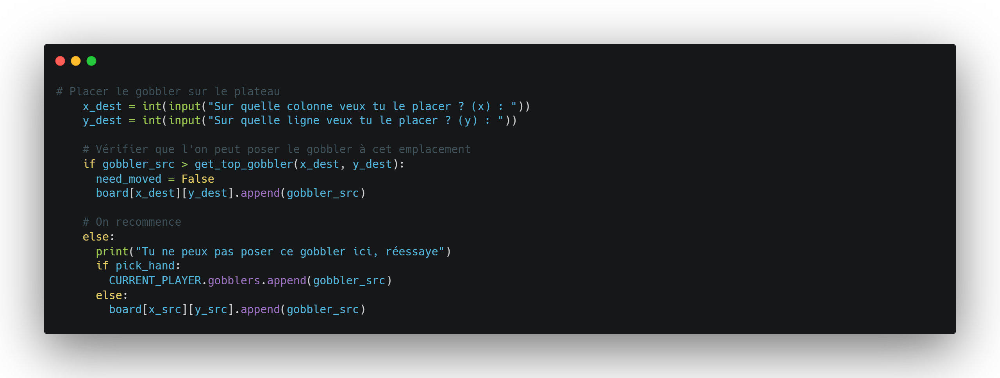 # Placer le gobbler sur le plateau
    x_dest = int(input("Sur quelle colonne veux tu le placer ? (x) : "))
    y_dest = int(input("Sur quelle ligne veux tu le placer ? (y) : "))

    # Vérifier que l'on peut poser le gobbler à cet emplacement
    if gobbler_src > get_top_gobbler(x_dest, y_dest):
      need_moved = False
      board[x_dest][y_dest].append(gobbler_src)

    # On recommence
    else:
      print("Tu ne peux pas poser ce gobbler ici, réessaye")
      if pick_hand:
        CURRENT_PLAYER.gobblers.append(gobbler_src)
      else:
        board[x_src][y_src].append(gobbler_src)